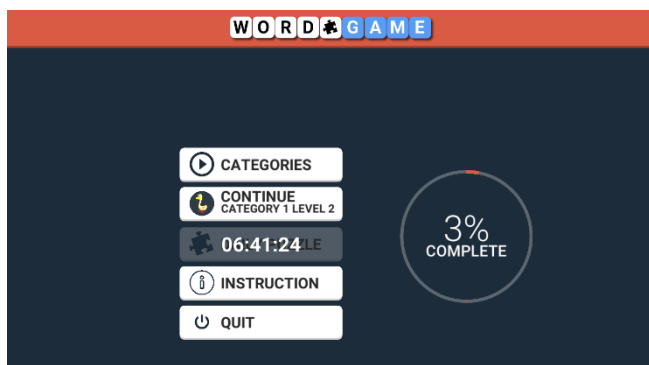 WORD GAME
CATEGORIES
CONTINUE
CATEGORY 1 LEVEL 2
06:41:24
INSTRUCTION
QUIT
3%
COMPLETE